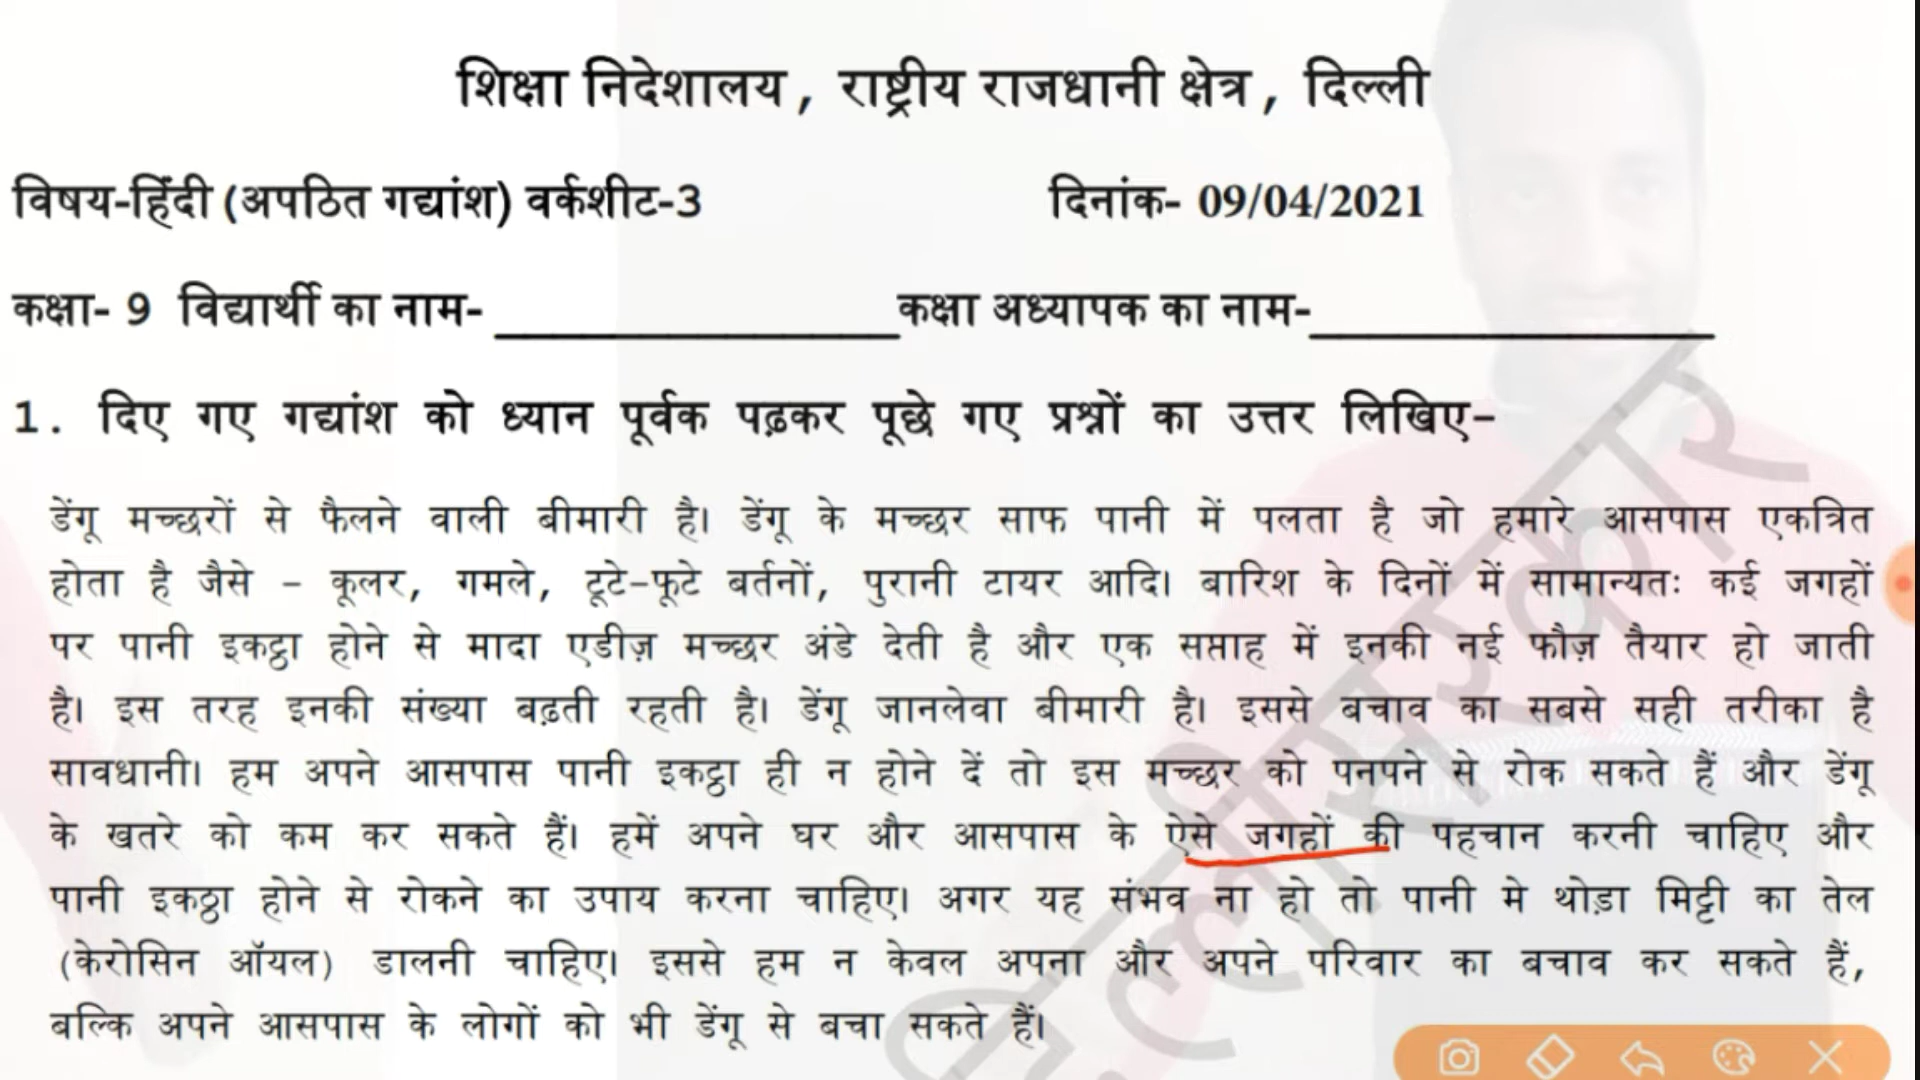 शिक्षा निदेशालय, राष्ट्रीय राजधानी क्षेत्र, दिल्ली
विषय-हिंदी (अपठित गद्यांश) वर्कशीट-3 दिनांक- 09/04/2021
कक्षा- 9 विद्यार्थी का नाम- ________________कक्षा अध्यापक का नाम-________________
1. दिए गए गद्यांश को ध्यान पूर्वक पढ़कर पूछे गए प्रश्नों का उत्तर लिखिए-
डेंगू मच्छरों से फैलने वाली बीमारी है। डेंगू के मच्छर साफ पानी में पलता है जो हमारे आसपास एकत्रित
होता है जैसे - कूलर, गमले, टूटे-फूटे बर्तनों, पुरानी टायर आदि। बारिश के दिनों में सामान्यतः कई जगहों
पर पानी इकट्ठा होने से मादा एडीज़ मच्छर अंडे देती है और एक सप्ताह में इनकी नई फौज़ तैयार हो जाती
है। इस तरह इनकी संख्या बढ़ती रहती है। डेंगू जानलेवा बीमारी है। इससे बचाव का सबसे सही तरीका है
सावधानी। हम अपने आसपास पानी इकट्ठा ही न होने दें तो इस मच्छर को पनपने से रोक सकते हैं और डेंगू
के खतरे को कम कर सकते हैं। हमें अपने घर और आसपास के ऐसे जगहों की पहचान करनी चाहिए और
पानी इकठ्ठा होने से रोकने का उपाय करना चाहिए। अगर यह संभव ना हो तो पानी मे थोड़ा मिट्टी का तेल
(केरोसिन ऑयल) डालनी चाहिए। इससे हम न केवल अपना और अपने परिवार का बचाव कर सकते हैं,
बल्कि अपने आसपास के लोगों को भी डेंगू से बचा सकते हैं।